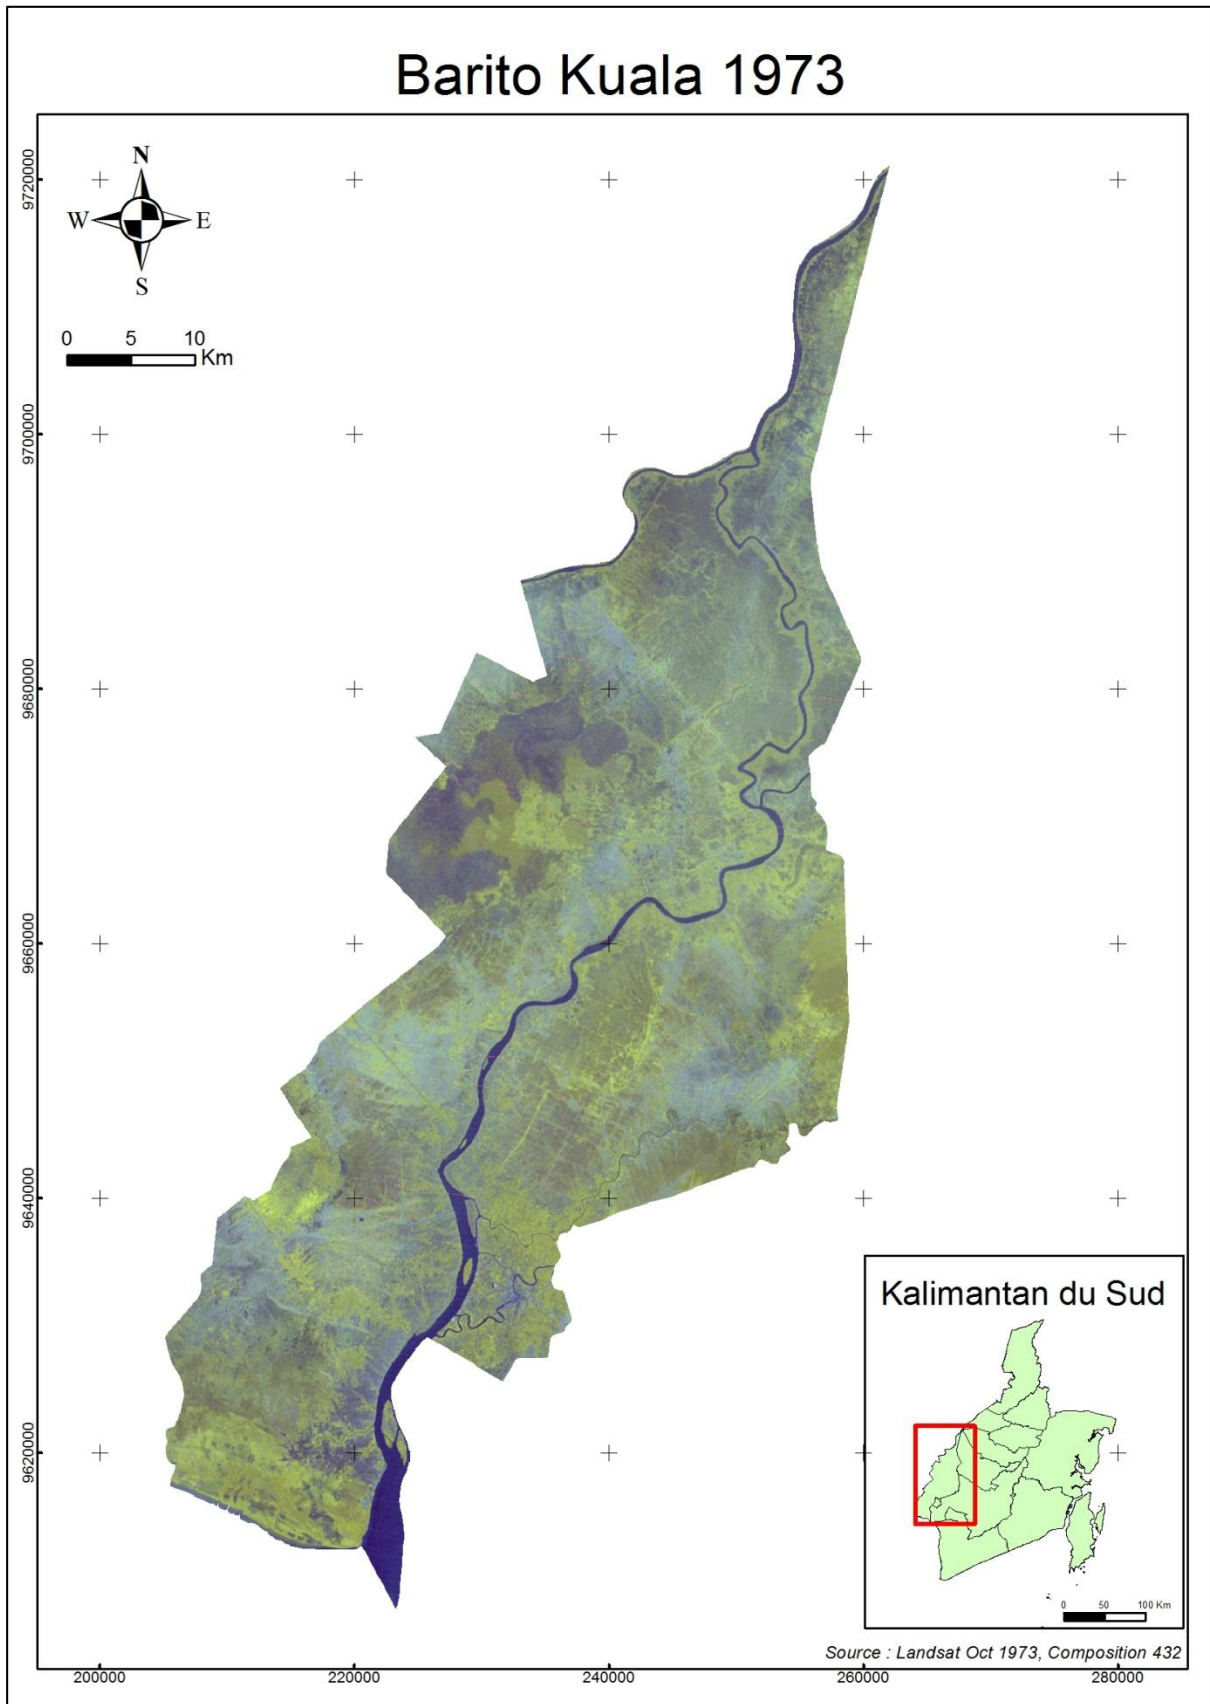 Barito Kuala 1973
N
W E
S
0 5 10
Km
9720000
9700000
9680000
9660000
9640000
9620000
Kalimantan du Sud
0 50 100 Km
Source : Landsat Oct 1973, Composition 432
200000 220000 240000 260000 280000